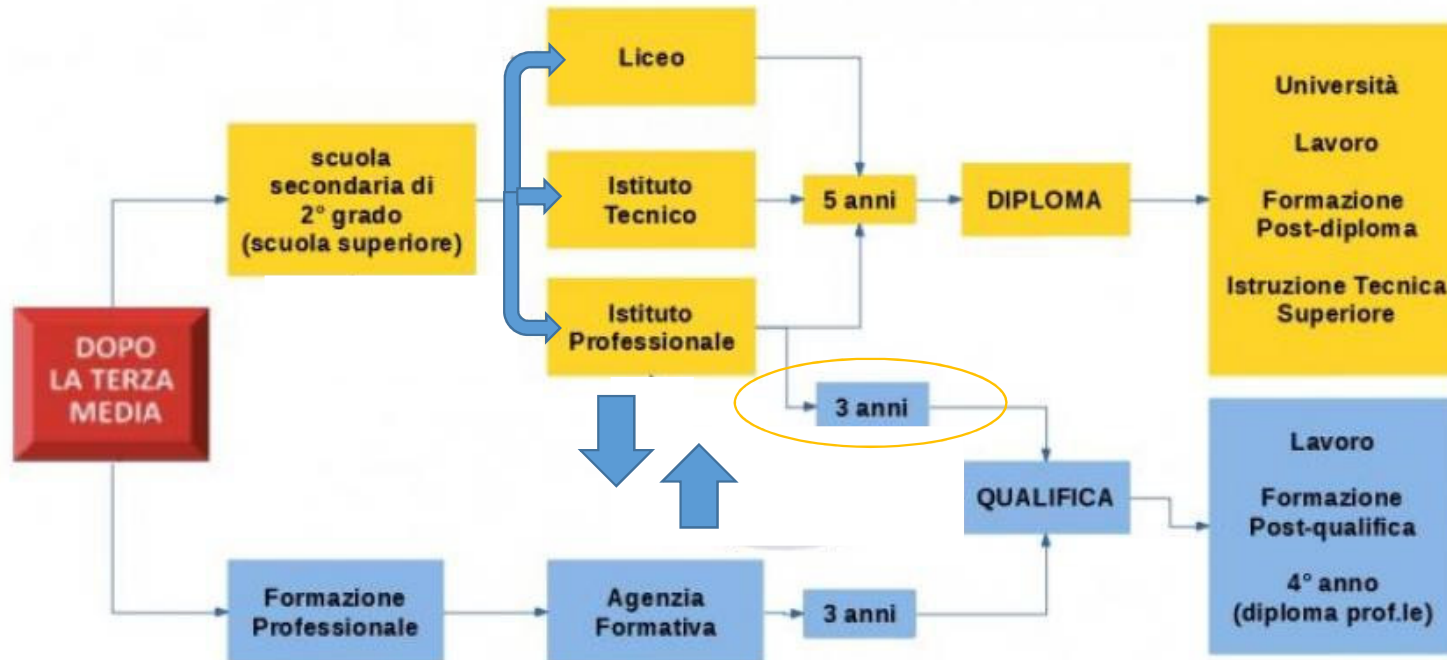 DOPO
LA TERZA
MEDIA
scuola
secondaria di
2° grado
(scuola superiore)
Liceo
Istituto
Tecnico
Istituto
Professionale
5 anni
DIPLOMA
Università
Lavoro
Formazione
Post-diploma
Istruzione Tecnica
Superiore
3 anni
Formazione
Professionale
Agenzia
Formativa
3 anni
QUALIFICA
Lavoro
Formazione
Post-qualifica
4° anno
(diploma prof.le)